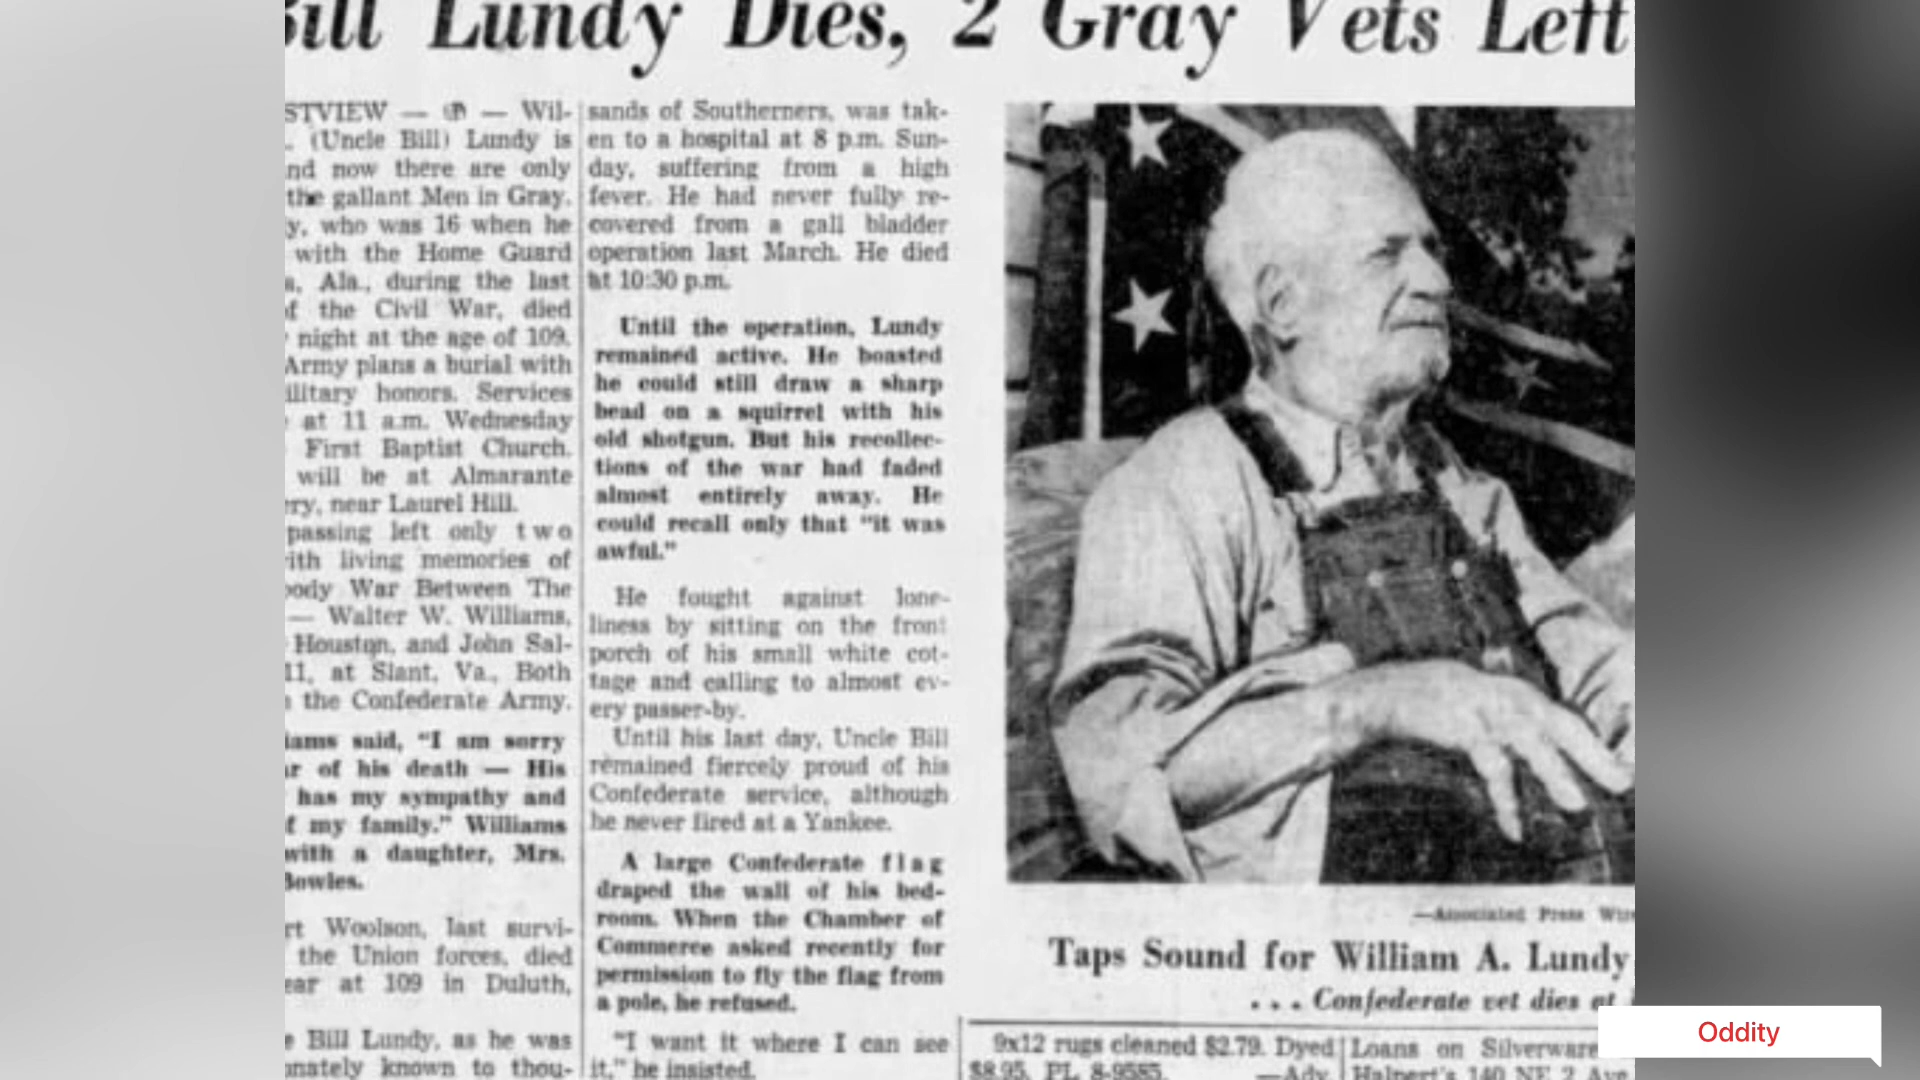 Bill Lundy Dies, 2 Gray Vets Left
STVIEW — — Wil-
. (Uncle Bill) Lundy is
nd now there are only
the gallant Men in Gray.
y, who was 16 when he
with the Home Guard
a, Ala., during the last
f the Civil War, died
night at the age of 109.
Army plans a burial with
ilitary honors. Services
at 11 a.m. Wednesday
First Baptist Church.
will be at Almarante
ry, near Laurel Hill.
passing left only two
ith living memories of
oody War Between The
— Walter W. Williams,
Houston, and John Sal-
11, at Slant, Va., Both
the Confederate Army.
iams said, "I am sorry
ar of his death — His
has my sympathy and
f my family." Williams
with a daughter, Mrs.
Bowles.
rt Woolson, last survi-
the Union forces, died
ear at 109 in Duluth,
e Bill Lundy, as he was
nately known to thou-
sands of Southerners, was tak-
en to a hospital at 8 p.m. Sun-
day, suffering from a high
fever. He had never fully re-
covered from a gall bladder
operation last March. He died
at 10:30 p.m.
Until the operation, Lundy
remained active. He boasted
he could still draw a sharp
bead on a squirrel with his
old shotgun. But his recollec-
tions of the war had faded
almost entirely away. He
could recall only that "it was
awful."
He fought against lone-
liness by sitting on the front
porch of his small white cot-
tage and calling to almost ev-
ery passer-by.
Until his last day, Uncle Bill
remained fiercely proud of his
Confederate service, although
he never fired at a Yankee.
A large Confederate flag
draped the wall of his bed-
room. When the Chamber of
Commerce asked recently for
permission to fly the flag from
a pole, he refused.
"I want it where I can see
it," he insisted.
—Associated Press Wire
Taps Sound for William A. Lundy
. . . Confederate vet dies at
9x12 rugs cleaned $2.79. Dyed
$8.95. PL 8-9585. —Adv.
Loans on Silverware
Halpert's 140 NE 2 Ave
Oddity